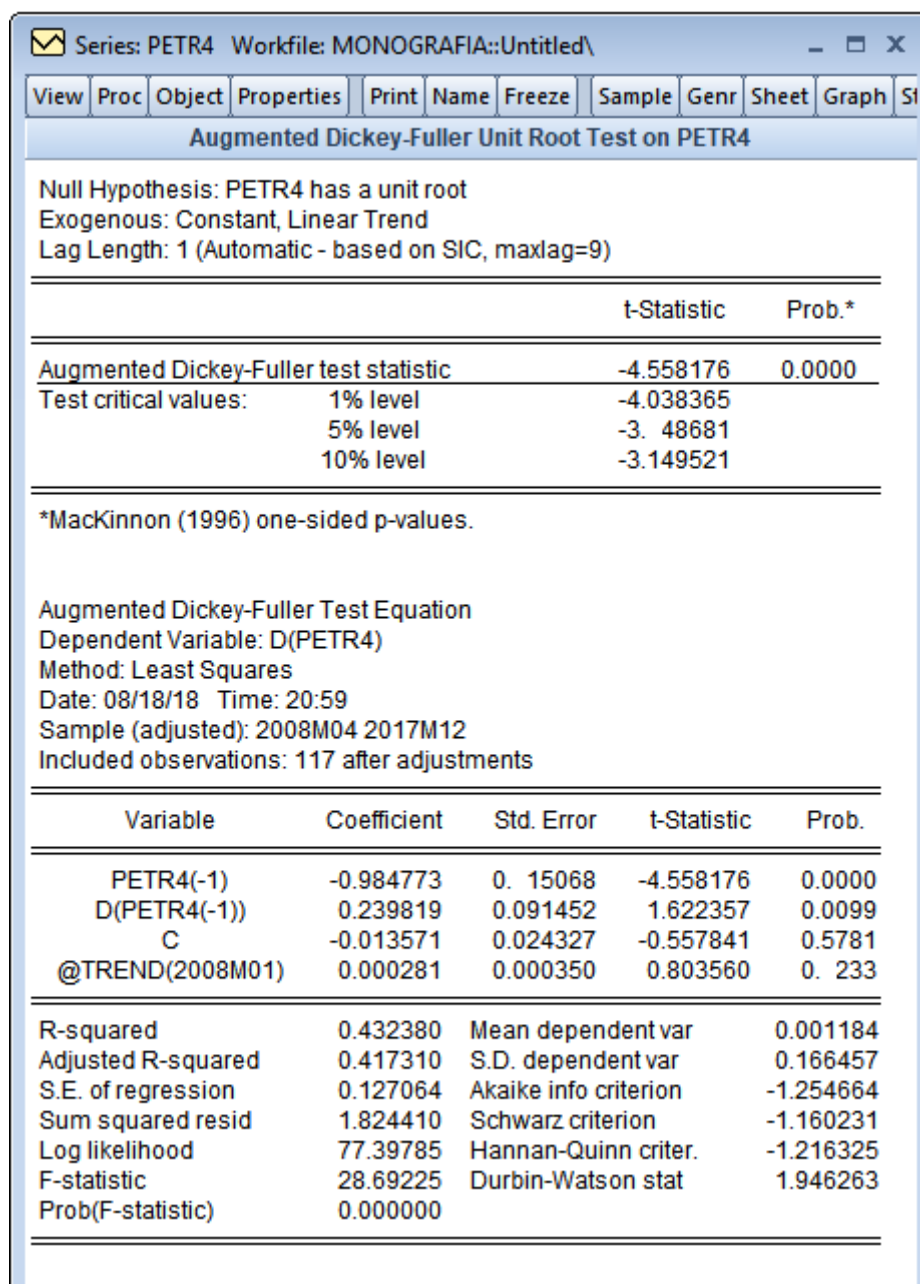 Series: PETR4 Workfile: MONOGRAFIA::Untitled\
View Proc Object Properties Print Name Freeze Sample Genr Sheet Graph St
Augmented Dickey-Fuller Unit Root Test on PETR4
Null Hypothesis: PETR4 has a unit root
Exogenous: Constant, Linear Trend
Lag Length: 1 (Automatic - based on SIC, maxlag=9)
t-Statistic Prob.*
Augmented Dickey-Fuller test statistic -4.558176 0.0000
Test critical values: 1% level -4.038365
5% level -3. 48681
10% level -3.149521
*MacKinnon (1996) one-sided p-values.
Augmented Dickey-Fuller Test Equation
Dependent Variable: D(PETR4)
Method: Least Squares
Date: 08/18/18 Time: 20:59
Sample (adjusted): 2008M04 2017M12
Included observations: 117 after adjustments
Variable Coefficient Std. Error t-Statistic Prob.
PETR4(-1) -0.984773 0. 15068 -4.558176 0.0000
D(PETR4(-1)) 0.239819 0.091452 1.622357 0.0099
C -0.013571 0.024327 -0.557841 0.5781
@TREND(2008M01) 0.000281 0.000350 0.803560 0. 233
R-squared 0.432380 Mean dependent var 0.001184
Adjusted R-squared 0.417310 S.D. dependent var 0.166457
S.E. of regression 0.127064 Akaike info criterion -1.254664
Sum squared resid 1.824410 Schwarz criterion -1.160231
Log likelihood 77.39785 Hannan-Quinn criter. -1.216325
F-statistic 28.69225 Durbin-Watson stat 1.946263
Prob(F-statistic) 0.000000